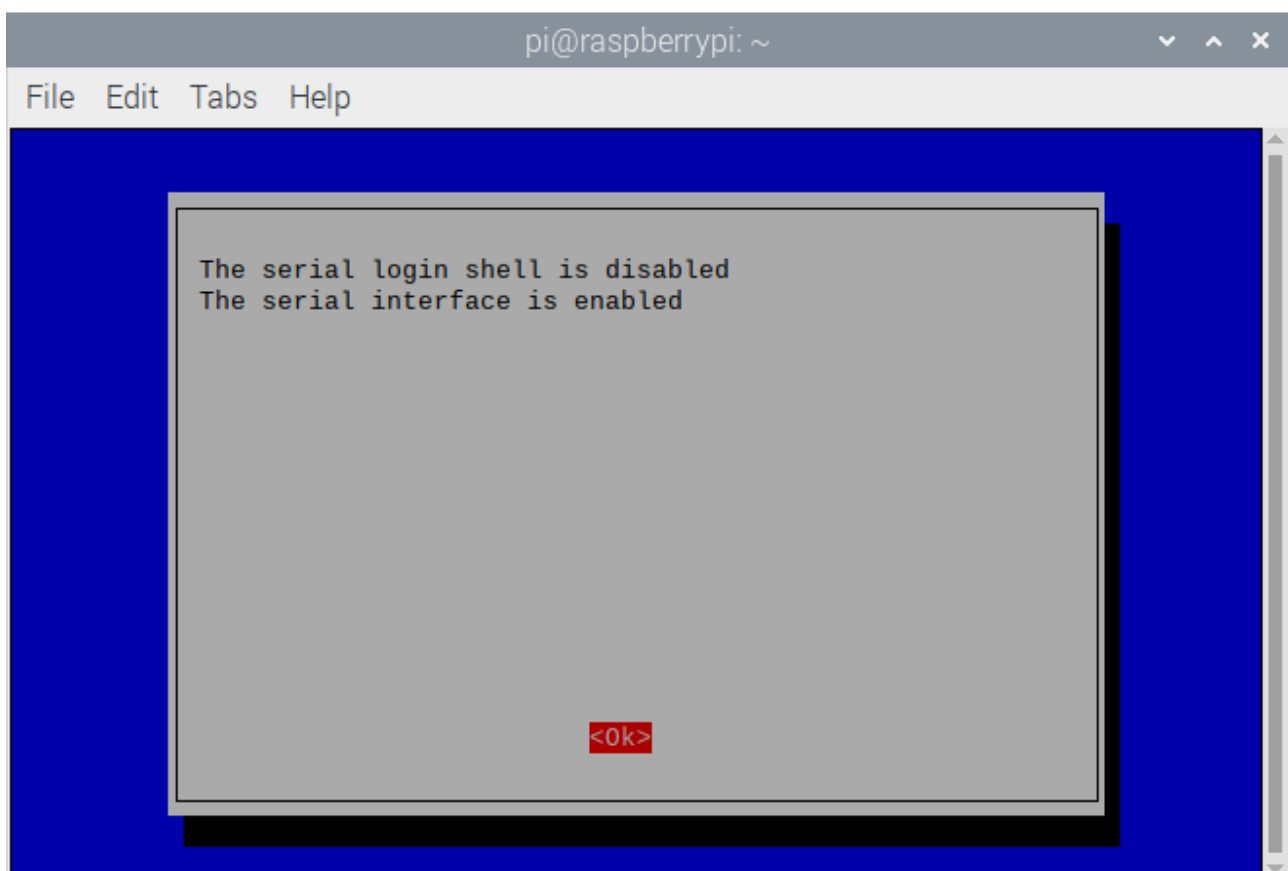 pi@raspberrypi: ~
File Edit Tabs Help
The serial login shell is disabled
The serial interface is enabled
<Ok>